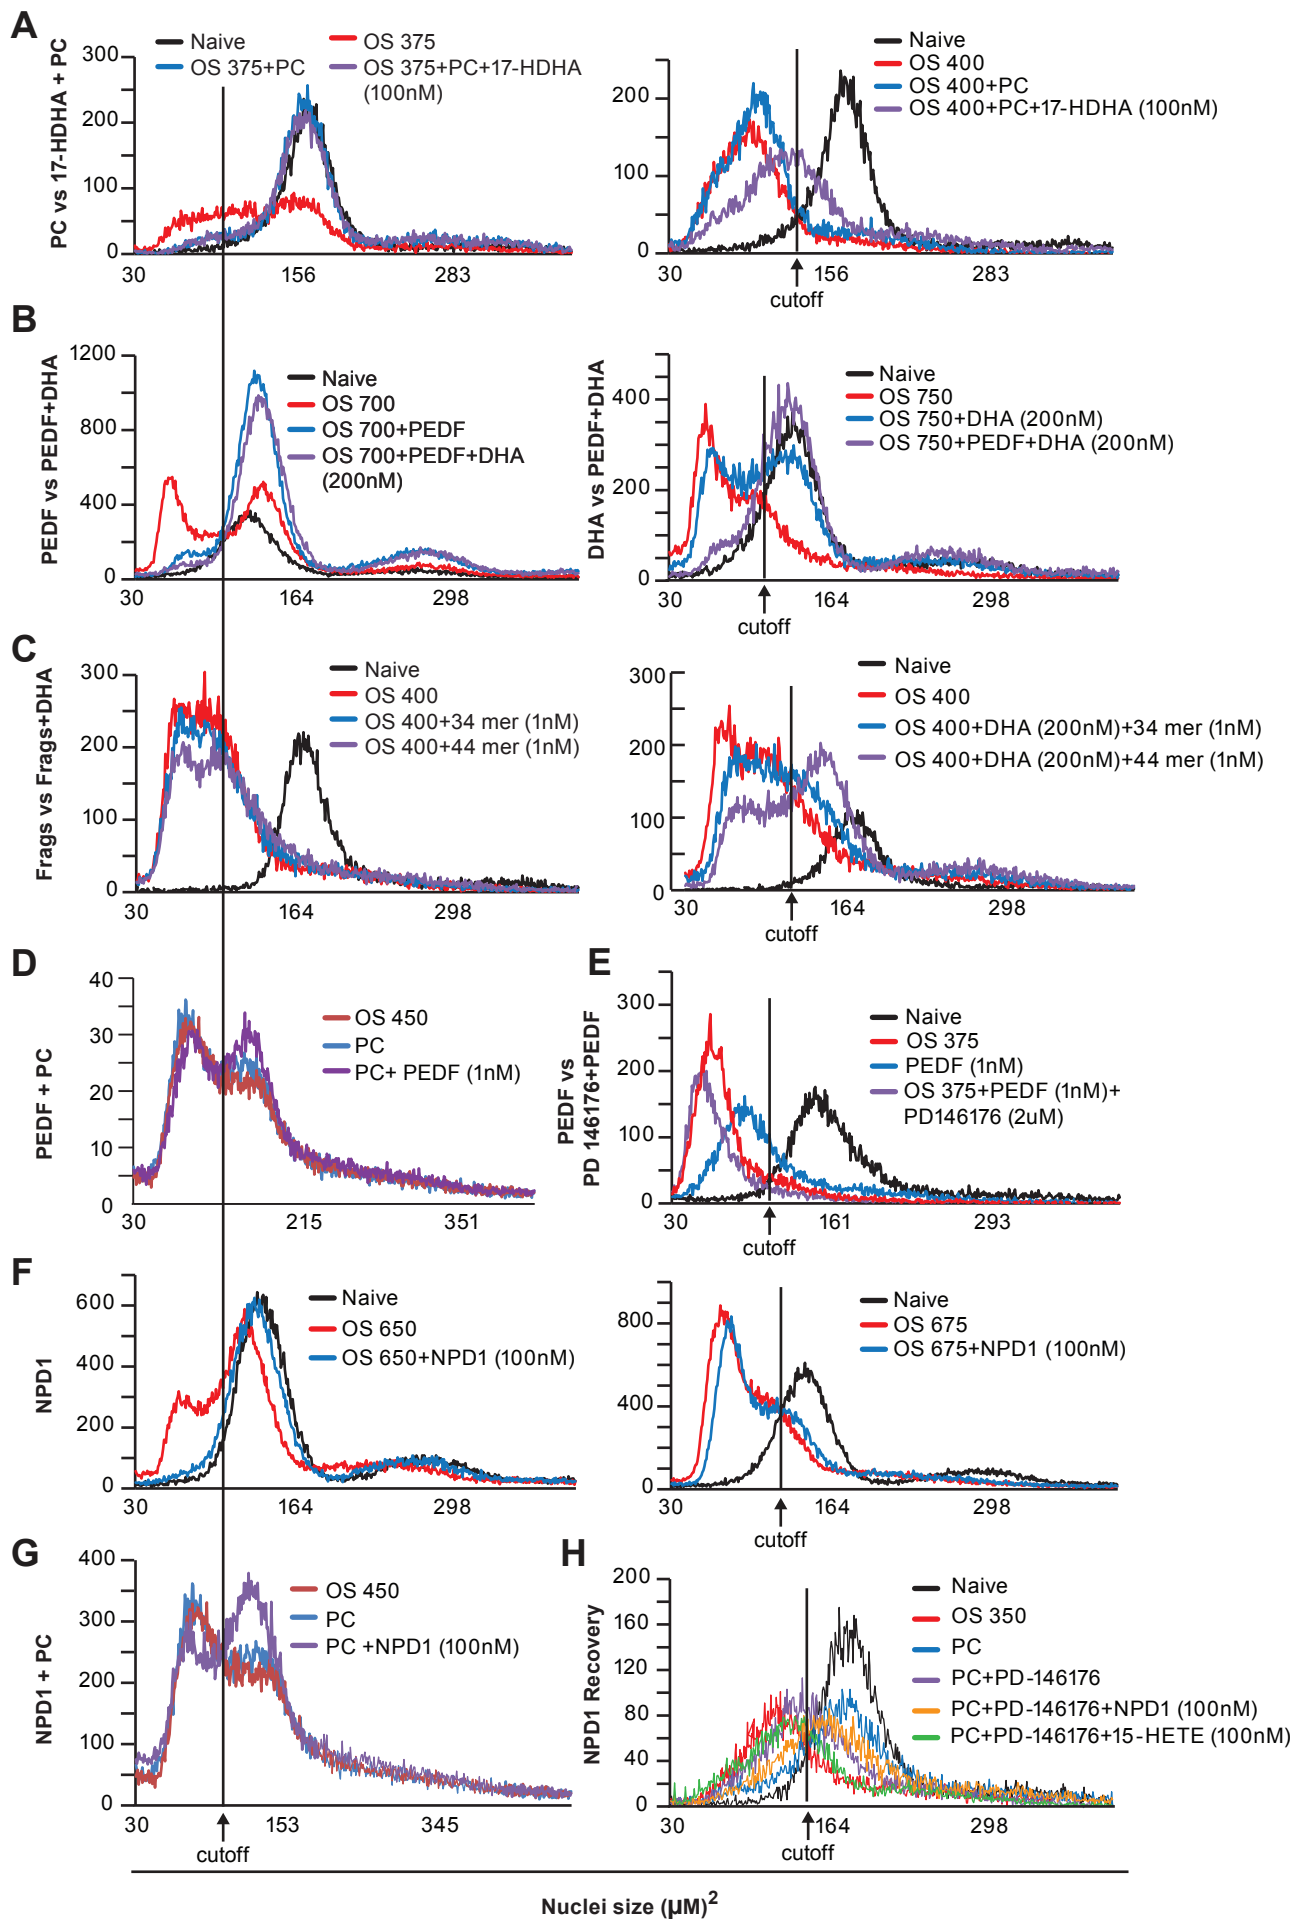 A
PC vs 17-HDHA + PC
Naive
OS 375
OS 375+PC
OS 375+PC+17-HDHA
(100nM)
300
200
100
0
30
156
283
Naive
OS 400
OS 400+PC
OS 400+PC+17-HDHA (100nM)
200
100
0
30
156
283
cutoff
B
PEDF vs PEDF+DHA
1200
800
400
0
30
164
298
Naive
OS 700
OS 700+PEDF
OS 700+PEDF+DHA
(200nM)
DHA vs PEDF+DHA
400
200
200
0
30
164
298
Naive
OS 750
OS 750+DHA (200nM)
OS 750+PEDF+DHA (200nM)
cutoff
C
Frags vs Frags+DHA
300
200
100
0
30
164
298
Naive
OS 400
OS 400+34 mer (1nM)
OS 400+44 mer (1nM)
300
200
100
0
30
164
298
Naive
OS 400
OS 400+DHA (200nM)+34 mer (1nM)
OS 400+DHA (200nM)+44 mer (1nM)
cutoff
D
PEDF + PC
40
30
20
10
0
30
215
351
OS 450
PC
PC+ PEDF (1nM)
E
PEDF vs
PD 146176+PEDF
300
200
100
0
30
161
293
Naive
OS 375
PEDF (1nM)
OS 375+PEDF (1nM)+
PD146176 (2uM)
cutoff
F
NPD1
600
400
200
0
30
164
298
Naive
OS 650
OS 650+NPD1 (100nM)
800
400
0
30
164
298
Naive
OS 675
OS 675+NPD1 (100nM)
cutoff
G
NPD1 + PC
400
300
200
100
0
30
153
345
OS 450
PC
PC +NPD1 (100nM)
cutoff
H
NPD1 Recovery
200
160
120
80
40
0
30
164
298
Naive
OS 350
PC
PC+PD-146176
PC+PD-146176+NPD1 (100nM)
PC+PD-146176+15-HETE (100nM)
cutoff
Nuclei size (µM)²